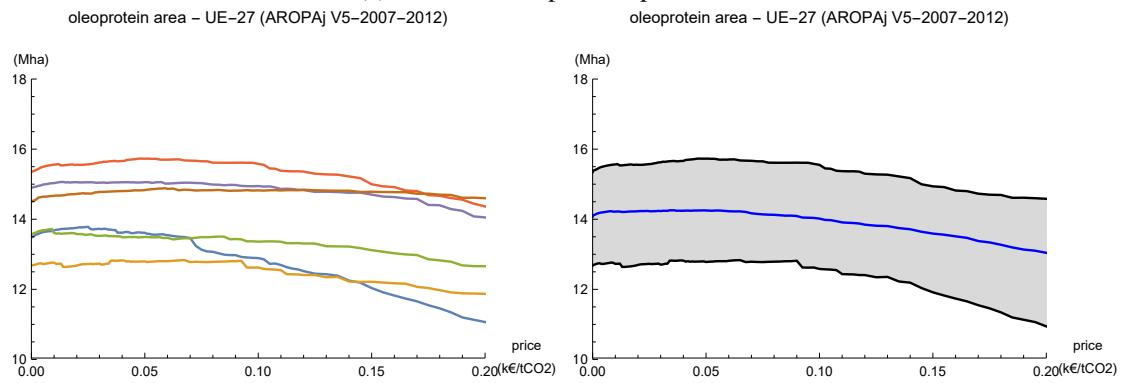 oleoprotein area – UE–27 (AROPAj V5–2007–2012)
(Mha)
18
16
14
12
10
0.00 0.05 0.10 0.15 0.20
price
(k€/tCO2)
oleoprotein area – UE–27 (AROPAj V5–2007–2012)
(Mha)
18
16
14
12
10
0.00 0.05 0.10 0.15 0.20
price
(k€/tCO2)